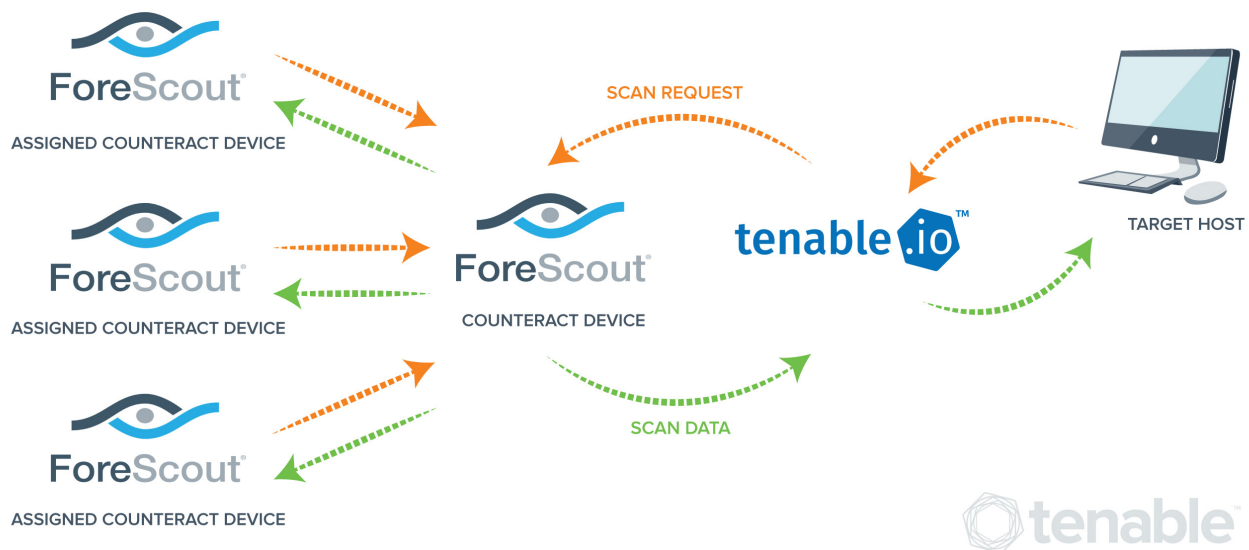 ForeScout®
ASSIGNED COUNTERACT DEVICE
SCAN REQUEST
ForeScout®
ASSIGNED COUNTERACT DEVICE
ForeScout®
COUNTERACT DEVICE
tenable.io™
TARGET HOST
SCAN DATA
ForeScout®
ASSIGNED COUNTERACT DEVICE
tenable™